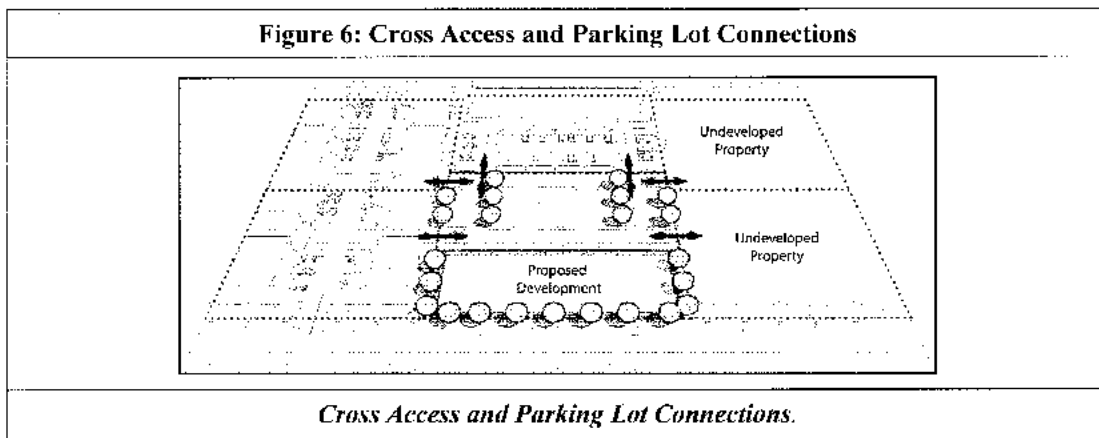 Figure 6: Cross Access and Parking Lot Connections
Undeveloped
Property
Undeveloped
Property
Proposed
Development
Cross Access and Parking Lot Connections.